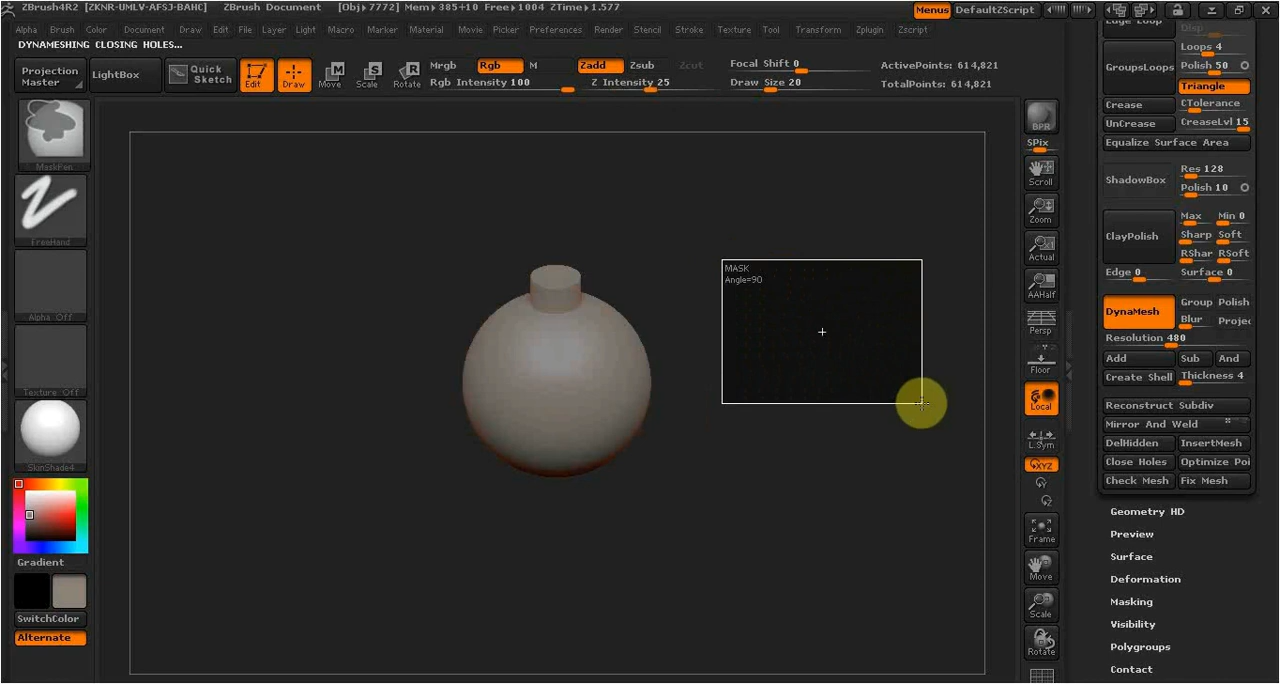 ZBrush4R2 [ZKNR-UMLV-AFSJ-BAHC] ZBrush Document [Obj▸7772] Mem▸385+10 Free▸1004 ZTime▸1.577 Menus DefaultZScript
Alpha Brush Color Document Draw Edit File Layer Light Macro Marker Material Movie Picker Preferences Render Stencil Stroke Texture Tool Transform Zplugin Zscript
DYNAMESHING CLOSING HOLES...
Projection Master
LightBox
Quick Sketch
Edit
Draw
Move
Scale
Rotate
Mrgb Rgb M
Rgb Intensity 100
Zadd Zsub Zcut
Z Intensity 25
Focal Shift 0
Draw Size 20
ActivePoints: 614,821
TotalPoints: 614,821
MaskPen
FreeHand
Alpha Off
Texture Off
SkinShade4
Gradient
SwitchColor
Alternate
MASK
Angle=90
BPR
SPix
Scroll
Zoom
Actual
AAHalf
Persp
Floor
Local
L.Sym
XYZ
Y
Z
Frame
Move
Scale
Rotate
Edge Loop
Disp
GroupsLoops
Loops 4
Polish 50
Triangle
Crease CTolerance
UnCrease CreaseLvl 15
Equalize Surface Area
ShadowBox
Res 128
Polish 10
ClayPolish
Max Min 0
Sharp Soft
RShar RSoft
Edge 0 Surface 0
DynaMesh
Group Polish
Blur Projec
Resolution 480
Add Sub And
Create Shell Thickness 4
Reconstruct Subdiv
Mirror And Weld
DelHidden InsertMesh
Close Holes Optimize Poi
Check Mesh Fix Mesh
Geometry HD
Preview
Surface
Deformation
Masking
Visibility
Polygroups
Contact